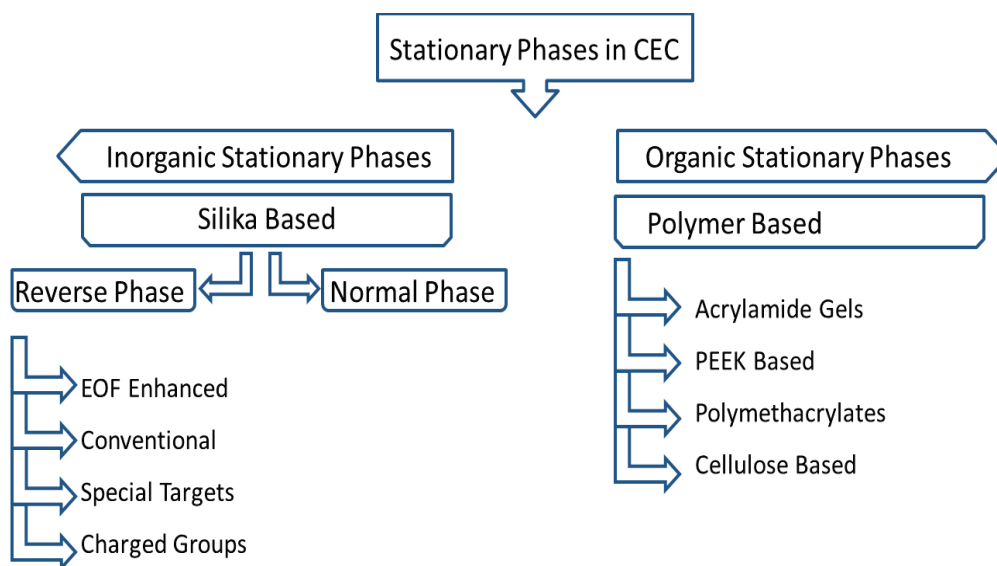 Stationary Phases in CEC
Inorganic Stationary Phases
Organic Stationary Phases
Silika Based
Polymer Based
Reverse Phase
Normal Phase
EOF Enhanced
Conventional
Special Targets
Charged Groups
Acrylamide Gels
PEEK Based
Polymethacrylates
Cellulose Based